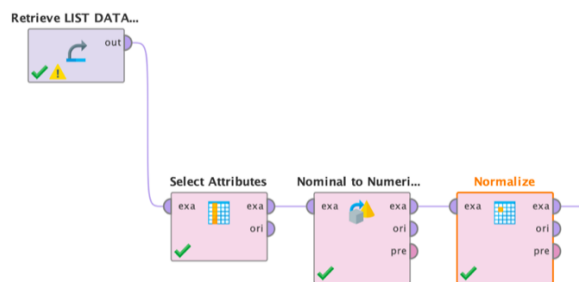 Retrieve LIST DATA...
out
Select Attributes
Nominal to Numeri...
Normalize
exa exa
ori
exa exa
ori
pre
exa exa
ori
pre